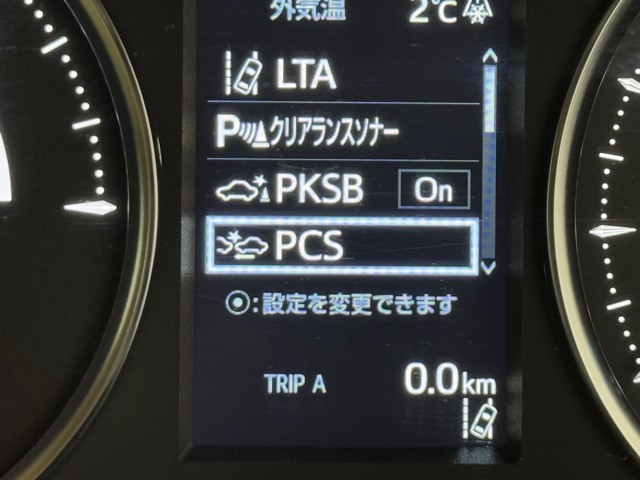 外気温 2℃
LTA
P クリアランスソナー
PKSB On
PCS
⦿:設定を変更できます
TRIP A 0.0km